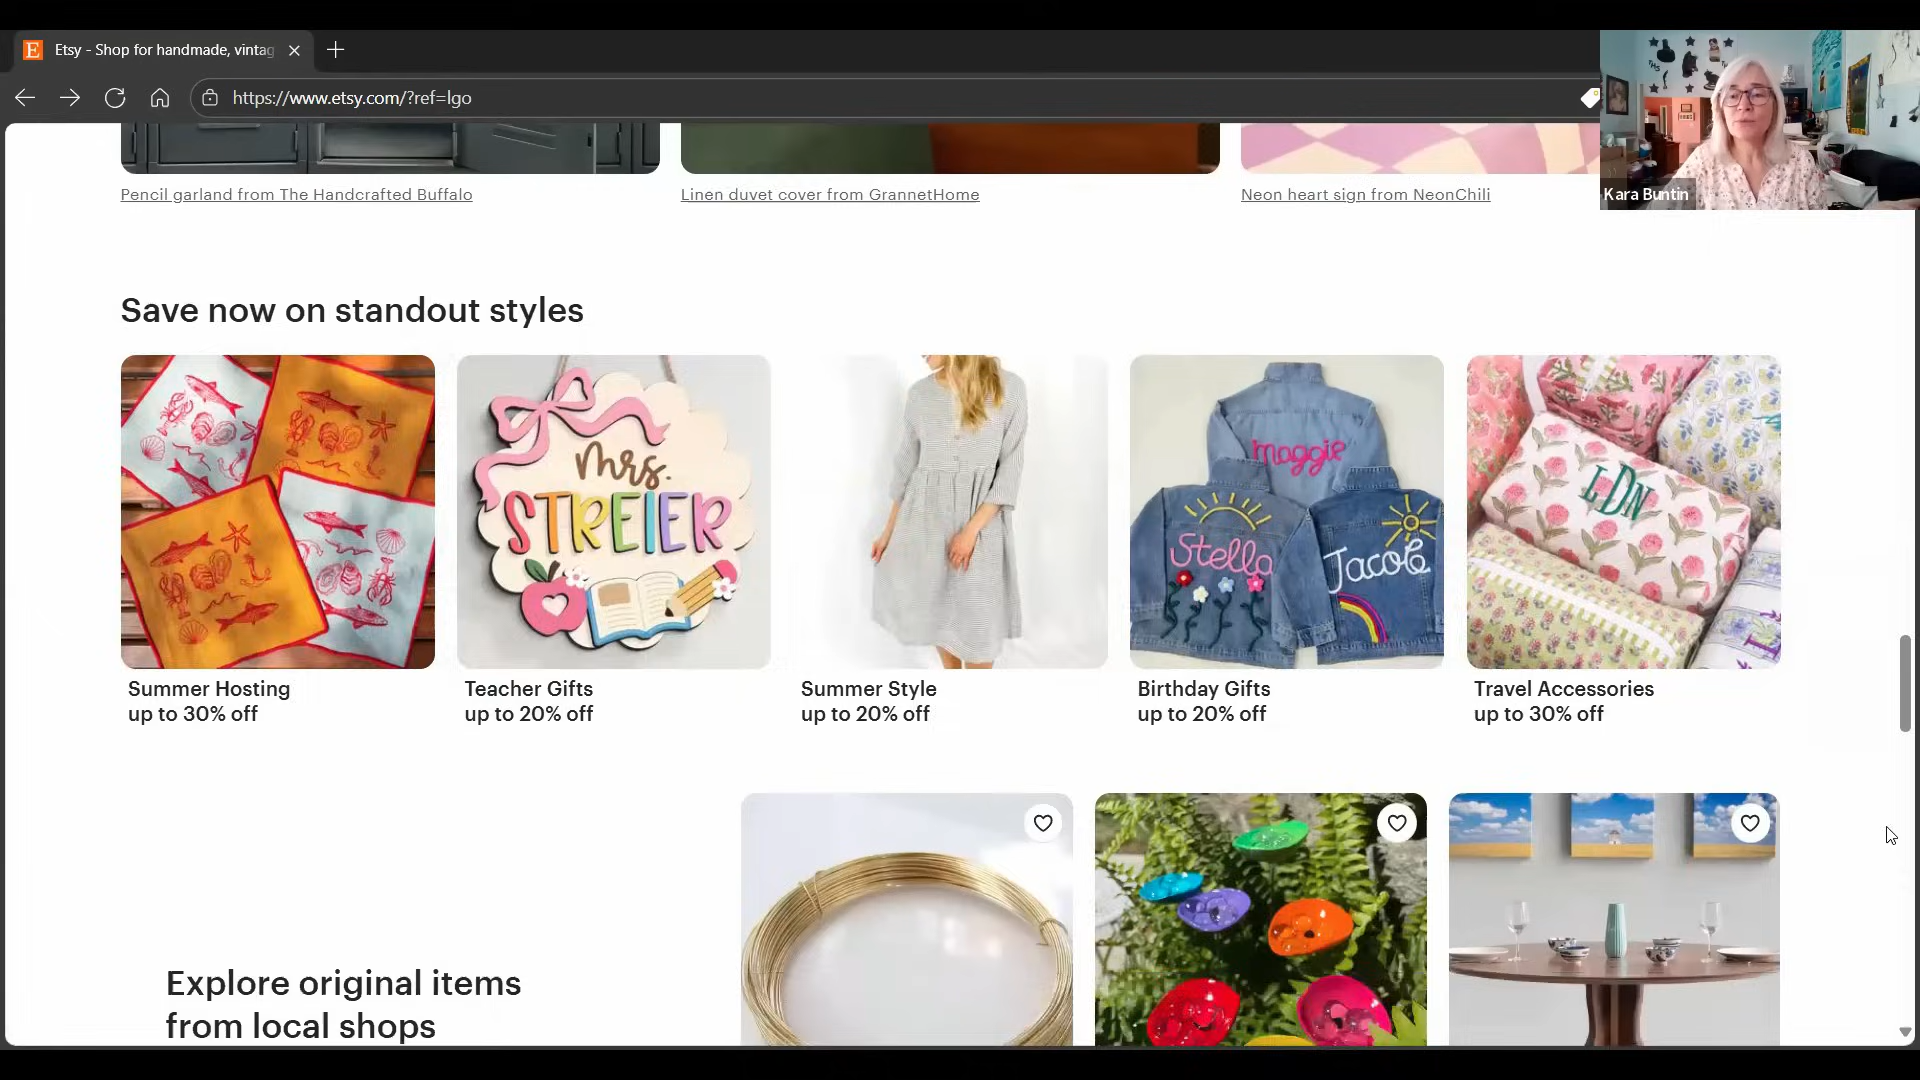 Etsy - Shop for handmade, vintag
https://www.etsy.com/?ref=lgo
Kara Buntin
Pencil garland from The Handcrafted Buffalo
Linen duvet cover from GrannetHome
Neon heart sign from NeonChili
Save now on standout styles
mrs.
STREIER
maggie
Stella
Jacob
LDN
Summer Hosting
up to 30% off
Teacher Gifts
up to 20% off
Summer Style
up to 20% off
Birthday Gifts
up to 20% off
Travel Accessories
up to 30% off
Explore original items
from local shops